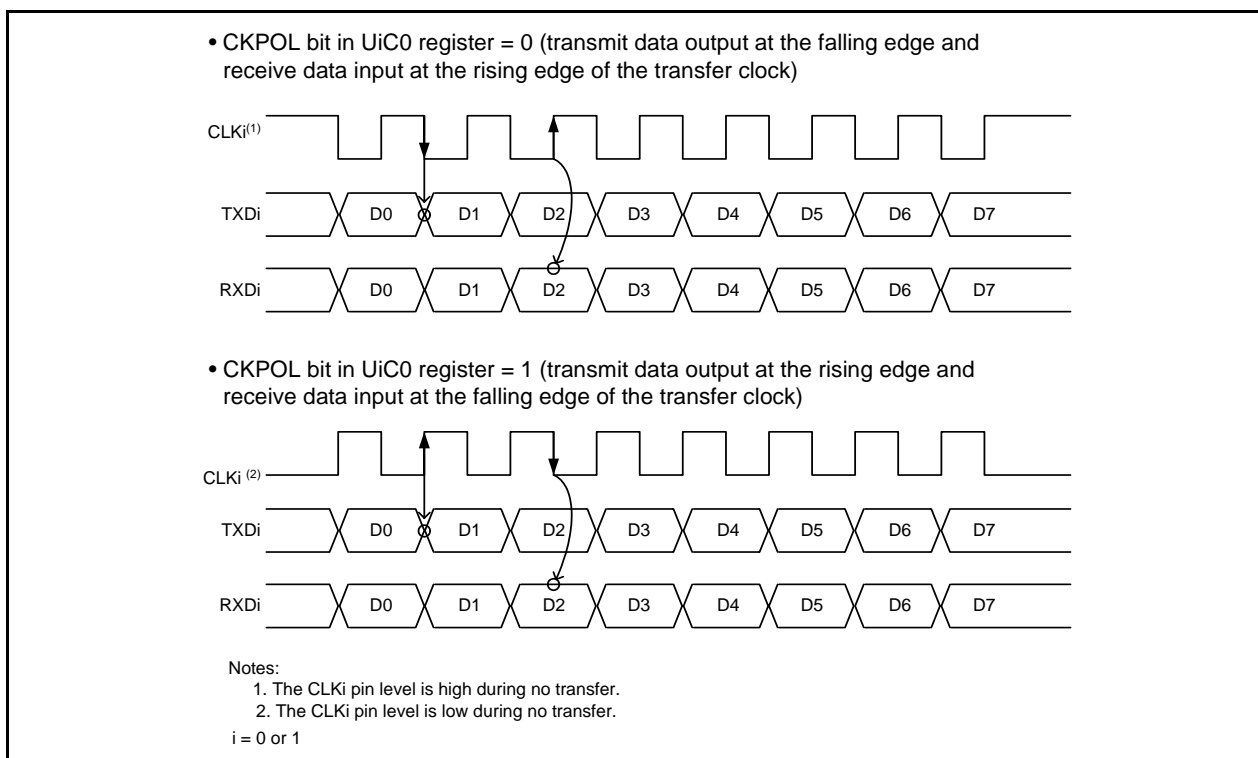 • CKPOL bit in UiC0 register = 0 (transmit data output at the falling edge and
receive data input at the rising edge of the transfer clock)
CLKi(1)
TXDi D0 D1 D2 D3 D4 D5 D6 D7
RXDi D0 D1 D2 D3 D4 D5 D6 D7
• CKPOL bit in UiC0 register = 1 (transmit data output at the rising edge and
receive data input at the falling edge of the transfer clock)
CLKi (2)
TXDi D0 D1 D2 D3 D4 D5 D6 D7
RXDi D0 D1 D2 D3 D4 D5 D6 D7
Notes:
1. The CLKi pin level is high during no transfer.
2. The CLKi pin level is low during no transfer.
i = 0 or 1